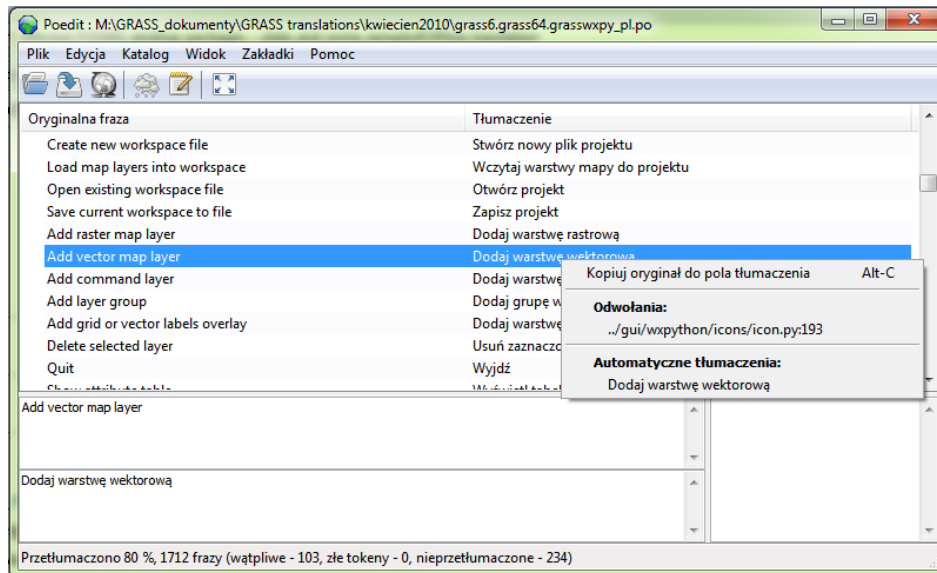 Poedit : M:\GRASS_dokumenty\GRASS translations\kwiecien2010\grass6.grass64.grasswxpy_pl.po
Plik Edycja Katalog Widok Zakładki Pomoc
Oryginalna fraza Tłumaczenie
Create new workspace file Stwórz nowy plik projektu
Load map layers into workspace Wczytaj warstwy mapy do projektu
Open existing workspace file Otwórz projekt
Save current workspace to file Zapisz projekt
Add raster map layer Dodaj warstwę rastrową
Add vector map layer Dodaj warstwę wektorową
Add command layer Dodaj warstwę
Add layer group Dodaj grupę w
Add grid or vector labels overlay Dodaj warstwę
Delete selected layer Usuń zaznaczo
Quit Wyjdź
Show attribute table Wyświetl tabel
Kopiuj oryginał do pola tłumaczenia Alt-C
Odwołania:
../gui/wxpython/icons/icon.py:193
Automatyczne tłumaczenia:
Dodaj warstwę wektorową
Add vector map layer
Dodaj warstwę wektorową
Przetłumaczono 80 %, 1712 frazy (wątpliwe - 103, złe tokeny - 0, nieprzetłumaczone - 234)